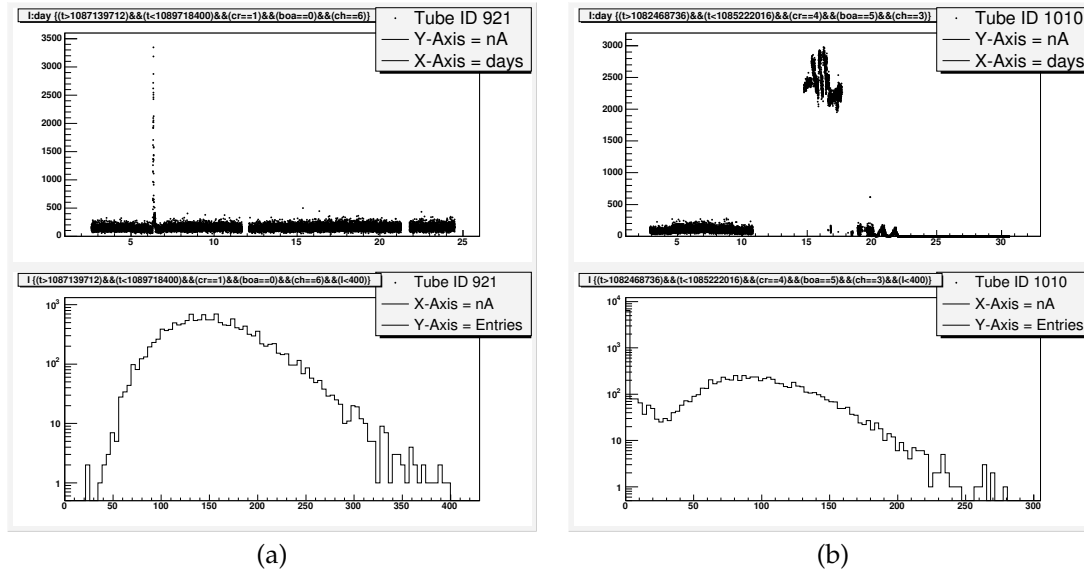 I:day {(t>1087139712)&&(t<1089718400)&&(cr==1)&&(boa==0)&&(ch==6)}
Tube ID 921
Y-Axis = nA
X-Axis = days
3500
3000
2500
2000
1500
1000
500
0
5 10 15 20 25
I {(t>1087139712)&&(t<1089718400)&&(cr==1)&&(boa==0)&&(ch==6)&&(I<400)}
Tube ID 921
X-Axis = nA
Y-Axis = Entries
10³
10²
10
1
0 50 100 150 200 250 300 350 400
(a)
I:day {(t>1082468736)&&(t<1085222016)&&(cr==4)&&(boa==5)&&(ch==3)}
Tube ID 1010
Y-Axis = nA
X-Axis = days
3000
2500
2000
1500
1000
500
0
5 10 15 20 25 30
I {(t>1082468736)&&(t<1085222016)&&(cr==4)&&(boa==5)&&(ch==3)&&(I<400)}
Tube ID 1010
X-Axis = nA
Y-Axis = Entries
10⁴
10³
10²
10
1
0 50 100 150 200 250 300
(b)